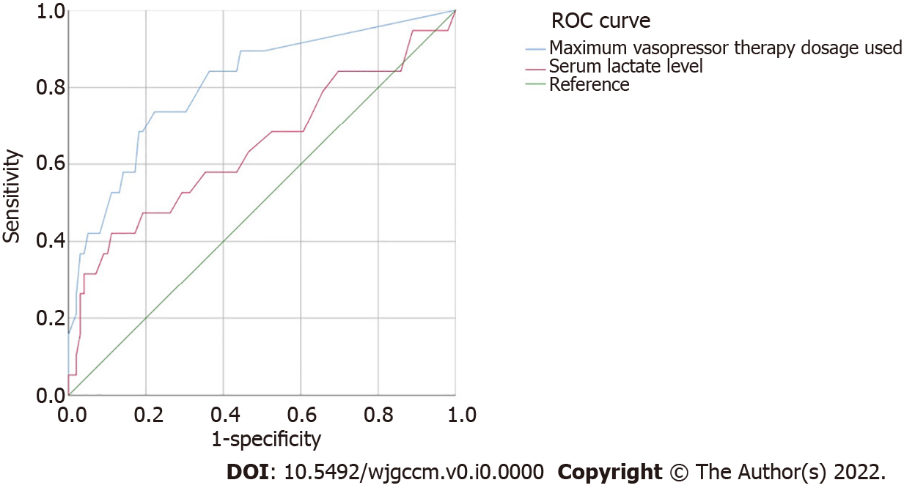 ROC curve
Maximum vasopressor therapy dosage used
Serum lactate level
Reference
1.0
0.8
0.6
0.4
0.2
0.0
Sensitivity
0.0 0.2 0.4 0.6 0.8 1.0
1-specificity
DOI: 10.5492/wjgccm.v0.i0.0000 Copyright © The Author(s) 2022.